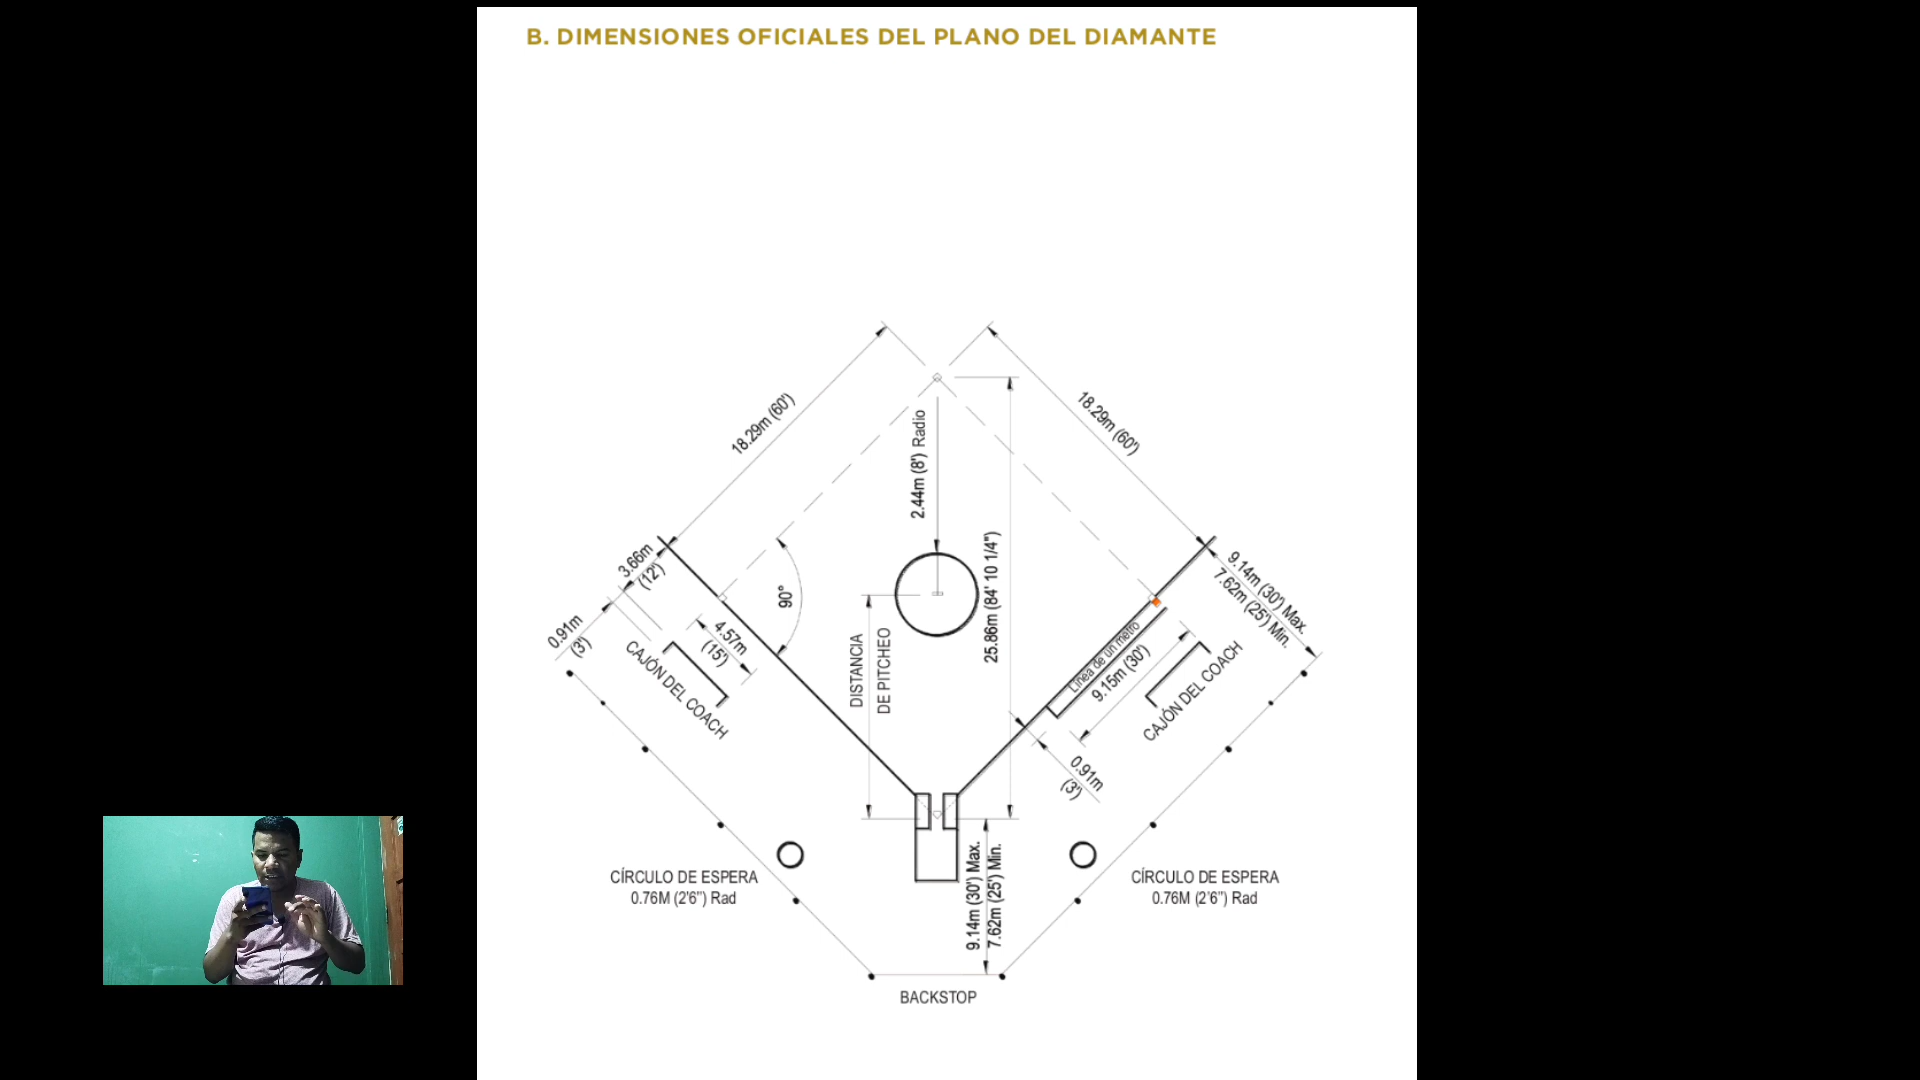 B. DIMENSIONES OFICIALES DEL PLANO DEL DIAMANTE
18.29m (60')
18.29m (60')
2.44m (8') Radio
25.86m (84' 10 1/4")
3.66m
(12')
0.91m
(3')
90°
4.57m
(15')
CAJÓN DEL COACH
DISTANCIA
DE PITCHEO
9.14m (30') Max.
7.62m (25') Min.
Línea de un metro
9.15m (30')
CAJÓN DEL COACH
0.91m
(3')
CÍRCULO DE ESPERA
0.76M (2'6") Rad
9.14m (30') Max.
7.62m (25') Min.
CÍRCULO DE ESPERA
0.76M (2'6") Rad
BACKSTOP